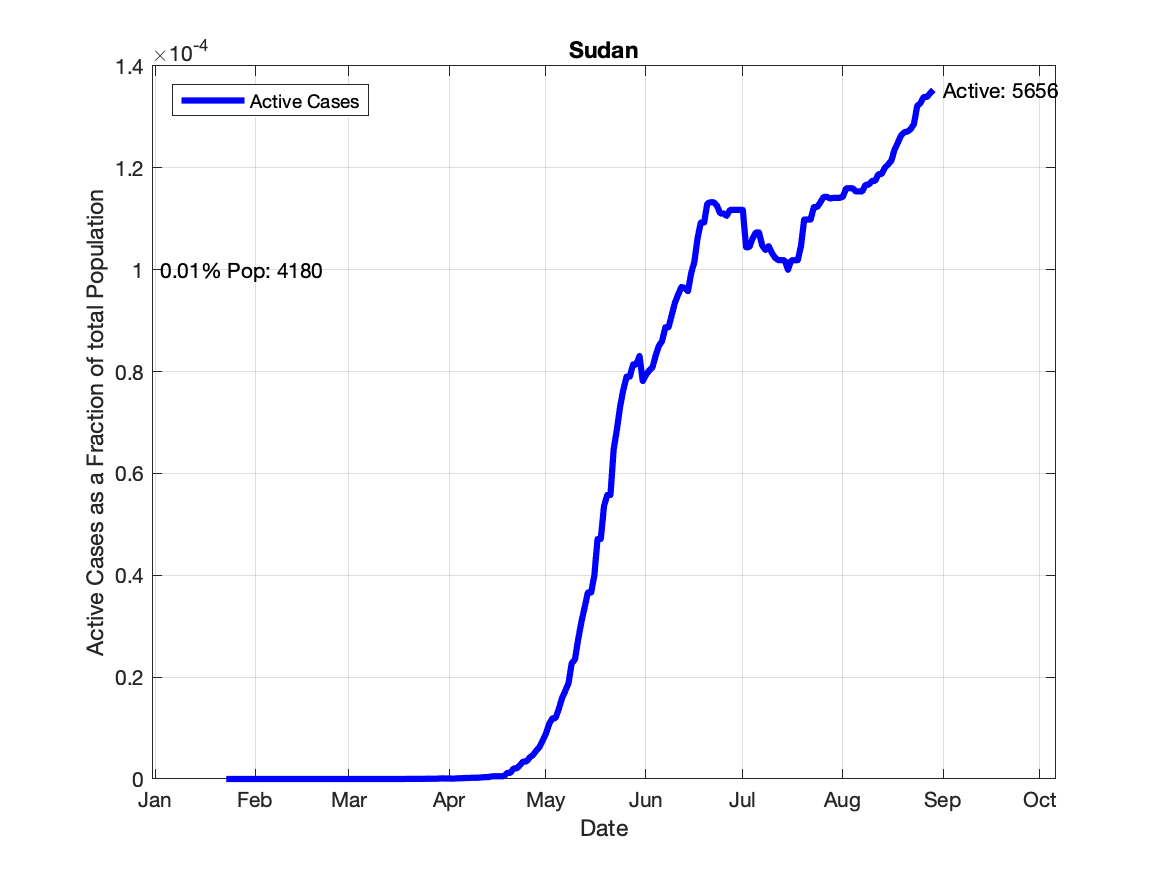 Sudan
×10-4
1.4
1.2
1
0.8
0.6
0.4
0.2
0
Active Cases as a Fraction of total Population
Active Cases
Active: 5656
0.01% Pop: 4180
Jan Feb Mar Apr May Jun Jul Aug Sep Oct
Date